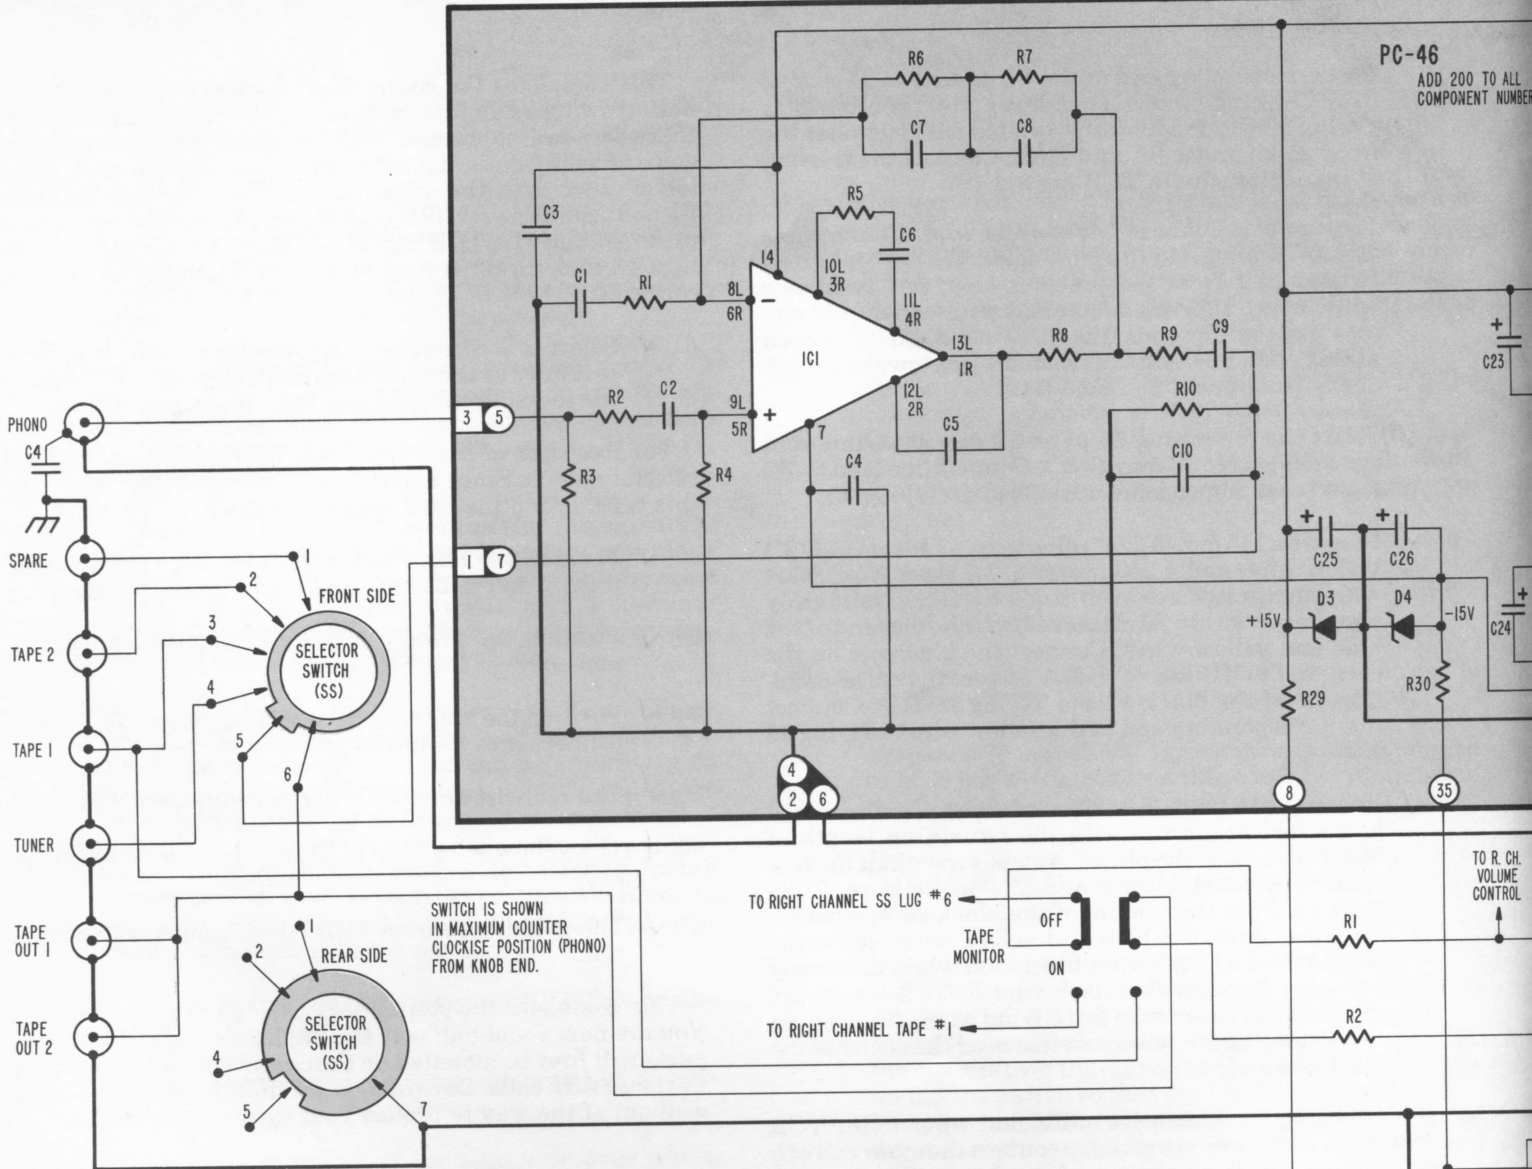 PC-46
ADD 200 TO ALL
COMPONENT NUMBER
R6
R7
C7
C8
C3
R5
C6
14
10L
3R
11L
4R
C1
R1
8L
6R
−
IC1
13L
1R
R8
R9
C9
C23
+
R2
C2
9L
5R
+
12L
2R
7
C5
R10
C10
PHONO
3 5
C4
R3
R4
C4
1 7
SPARE
1
2
FRONT SIDE
3
TAPE 2
SELECTOR
SWITCH
(SS)
4
TAPE 1
5
6
TUNER
+
C25
+
C26
+15V
D3
D4
-15V
+
C24
R29
R30
4
2 6
8
35
SWITCH IS SHOWN
IN MAXIMUM COUNTER
CLOCKISE POSITION (PHONO)
FROM KNOB END.
TO RIGHT CHANNEL SS LUG #6
OFF
TAPE
MONITOR
ON
TO RIGHT CHANNEL TAPE #1
TO R. CH.
VOLUME
CONTROL
R1
R2
TAPE
OUT 1
1
2
REAR SIDE
TAPE
OUT 2
SELECTOR
SWITCH
(SS)
4
5
7